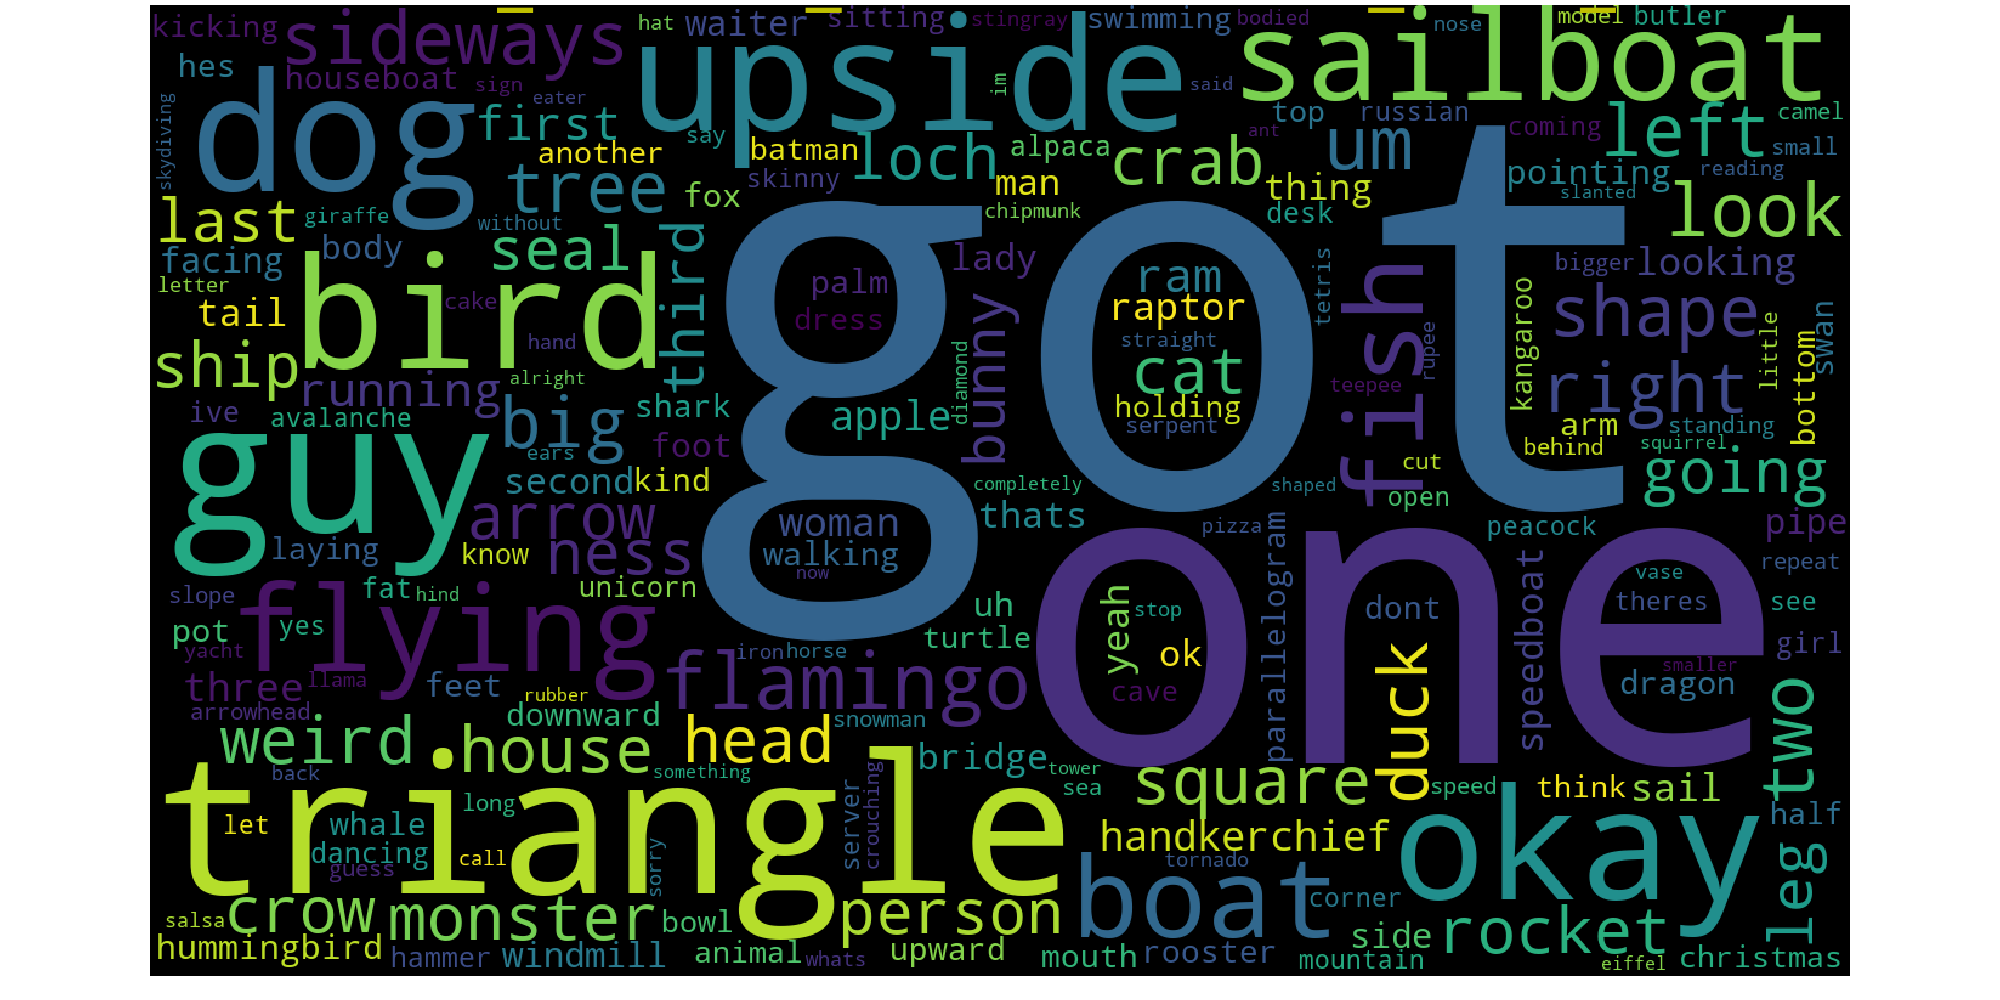 kicking
sideways
hat
waiter
sitting
stingray
swimming
bodied
nose
model
butler
hes
houseboat
sign
eater
upside
im
said
sailboat
skydiving
dog
first
another
say
batman
loch
alpaca
crab
ant
top
russian
um
coming
left
camel
small
last
giraffe
tree
without
fox
skinny
man
chipmunk
thing
desk
pointing
slanted
reading
look
facing
body
seal
third
lady
ram
tetris
fish
bigger
looking
letter
tail
bird
cake
palm
dress
raptor
got
shape
kangaroo
little
bottom
swan
ship
running
hand
alright
diamond
bunny
straight
cat
teepee
rupee
right
ive
avalanche
big
shark
apple
holding
serpent
arm
standing
guy
ears
foot
behind
squirrel
second
kind
completely
shaped
cut
open
going
arrow
woman
thats
pizza
parallelogram
peacock
pipe
laying
know
ness
walking
now
one
speedboat
vase
repeat
slope
fat
hind
unicorn
uh
yeah
stop
dont
theres
see
pot
yes
flying
turtle
ok
duck
girl
yacht
iron
horse
smaller
three
llama
feet
rubber
flamingo
cave
dragon
arrowhead
downward
snowman
two
weird
house
head
bridge
back
something
tower
sea
square
speed
think
sail
triangle
long
server
crouching
let
whale
handkerchief
okay
half
dancing
call
guess
sorry
tornado
leg
salsa
crow
monster
bowl
person
boat
corner
hummingbird
hammer
windmill
animal
whats
upward
mouth
rooster
side
mountain
rocket
eiffel
christmas